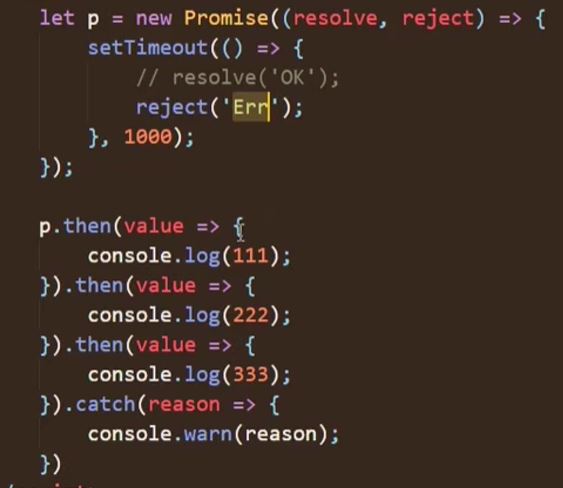 let p = new Promise((resolve, reject) => {
    setTimeout(() => {
        // resolve('OK');
        reject('Err');
    }, 1000);
});

p.then(value => {
    console.log(111);
}).then(value => {
    console.log(222);
}).then(value => {
    console.log(333);
}).catch(reason => {
    console.warn(reason);
})